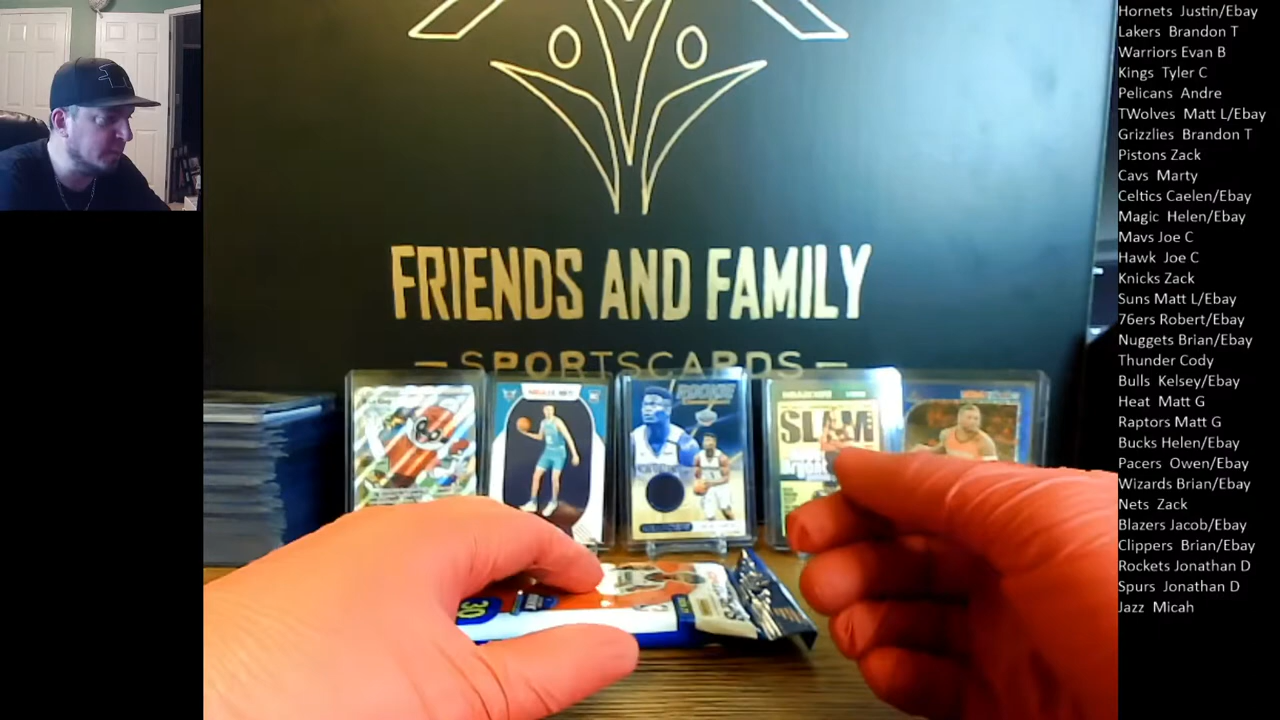 FRIENDS AND FAMILY
SPORTSCARDS
SLAM
30
Hornets Justin/Ebay
Lakers Brandon T
Warriors Evan B
Kings Tyler C
Pelicans Andre
TWolves Matt L/Ebay
Grizzlies Brandon T
Pistons Zack
Cavs Marty
Celtics Caelen/Ebay
Magic Helen/Ebay
Mavs Joe C
Hawk Joe C
Knicks Zack
Suns Matt L/Ebay
76ers Robert/Ebay
Nuggets Brian/Ebay
Thunder Cody
Bulls Kelsey/Ebay
Heat Matt G
Raptors Matt G
Bucks Helen/Ebay
Pacers Owen/Ebay
Wizards Brian/Ebay
Nets Zack
Blazers Jacob/Ebay
Clippers Brian/Ebay
Rockets Jonathan D
Spurs Jonathan D
Jazz Micah